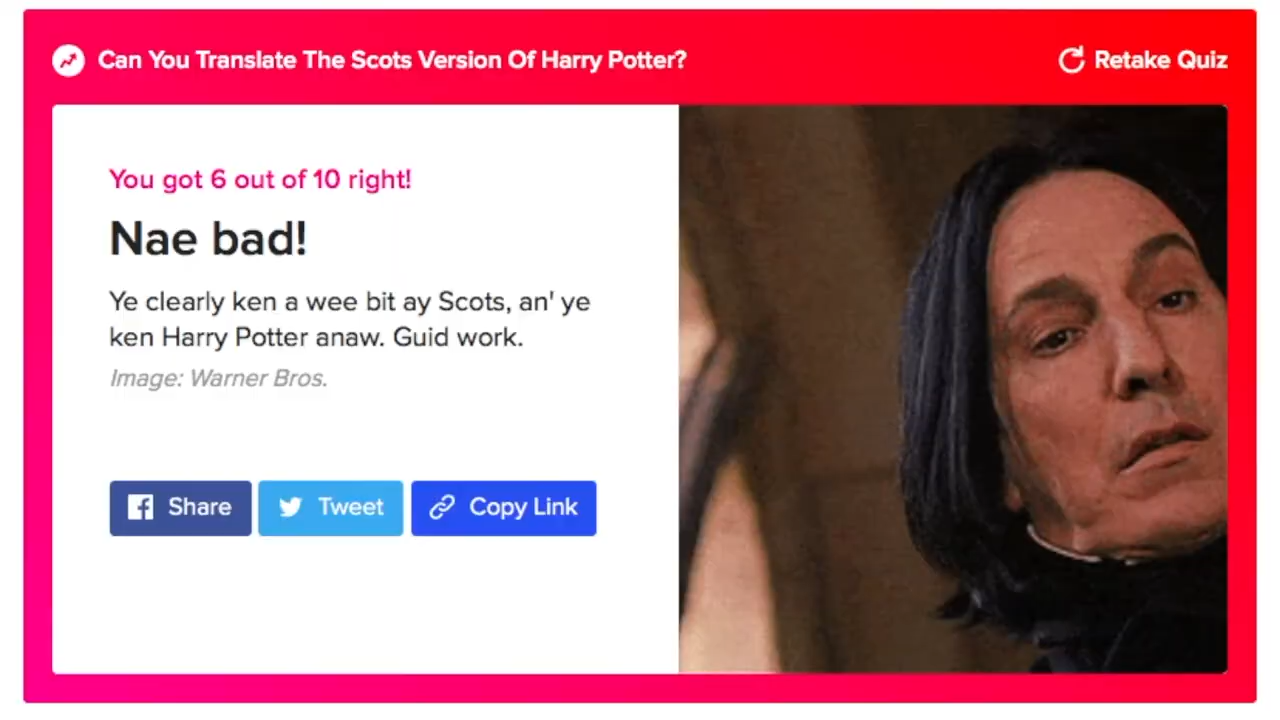 Can You Translate The Scots Version Of Harry Potter?
Retake Quiz
You got 6 out of 10 right!
Nae bad!
Ye clearly ken a wee bit ay Scots, an' ye
ken Harry Potter anaw. Guid work.
Image: Warner Bros.
Share
Tweet
Copy Link